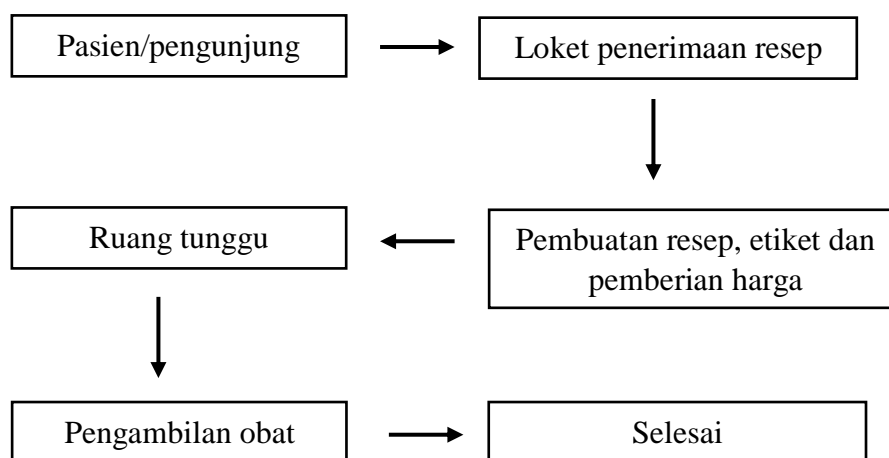 Pasien/pengunjung
Loket penerimaan resep
Pembuatan resep, etiket dan
pemberian harga
Ruang tunggu
Pengambilan obat
Selesai